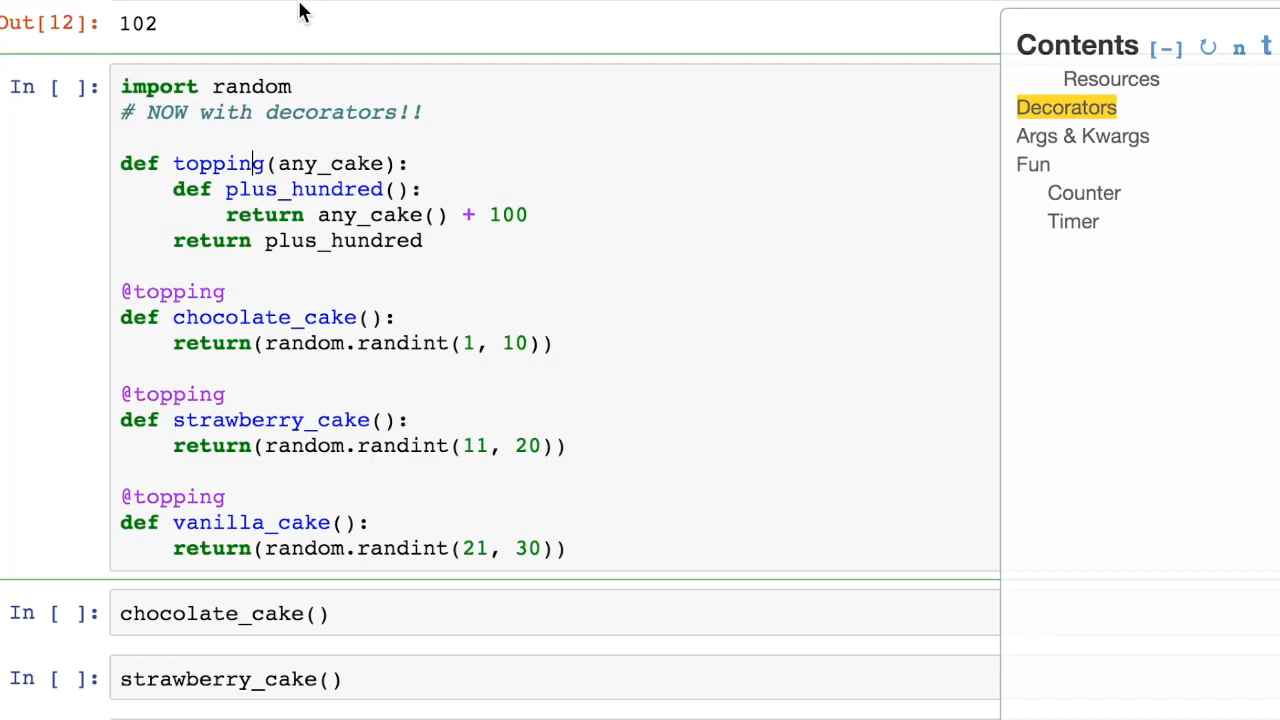 Out[12]: 102
In [ ]: import random
# NOW with decorators!!
def topping(any_cake):
    def plus_hundred():
        return any_cake() + 100
    return plus_hundred
@topping
def chocolate_cake():
    return(random.randint(1, 10))
@topping
def strawberry_cake():
    return(random.randint(11, 20))
@topping
def vanilla_cake():
    return(random.randint(21, 30))
In [ ]: chocolate_cake()
In [ ]: strawberry_cake()
Contents [-] ↻ n t
Resources
Decorators
Args & Kwargs
Fun
Counter
Timer